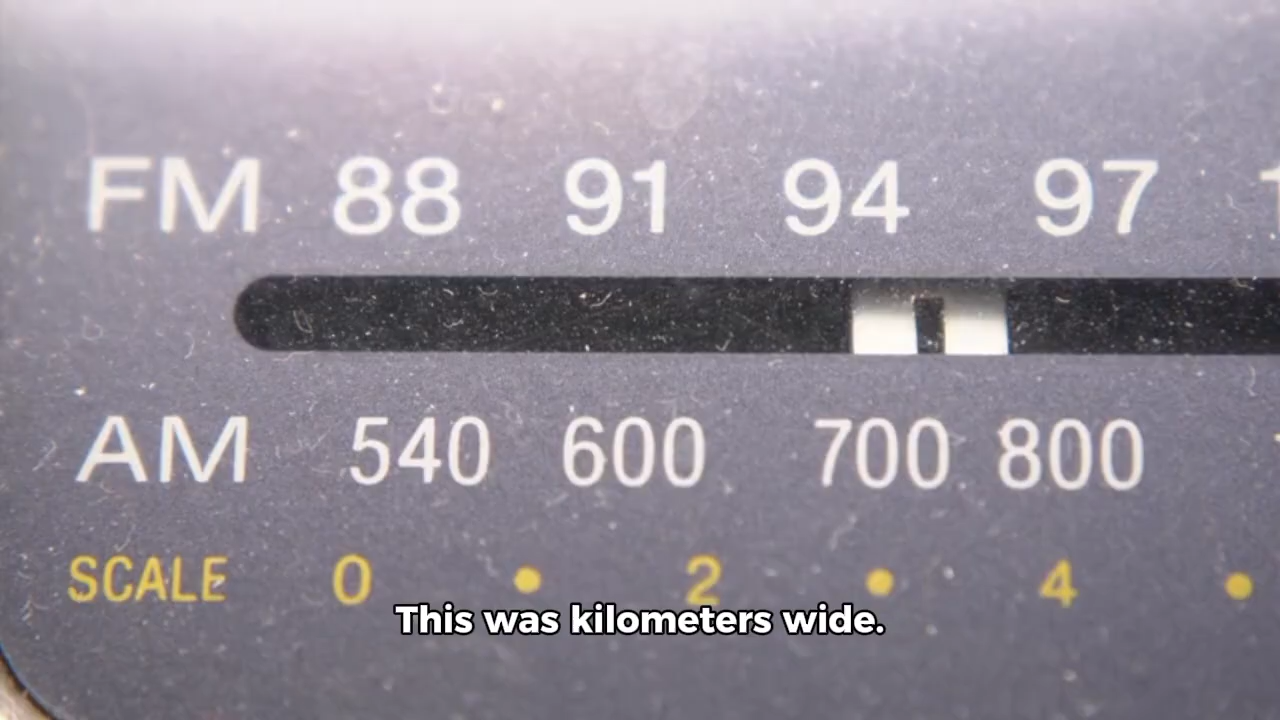 FM 88 91 94 97
AM 540 600 700 800
SCALE 0 • 2 • 4 •
This was kilometers wide.